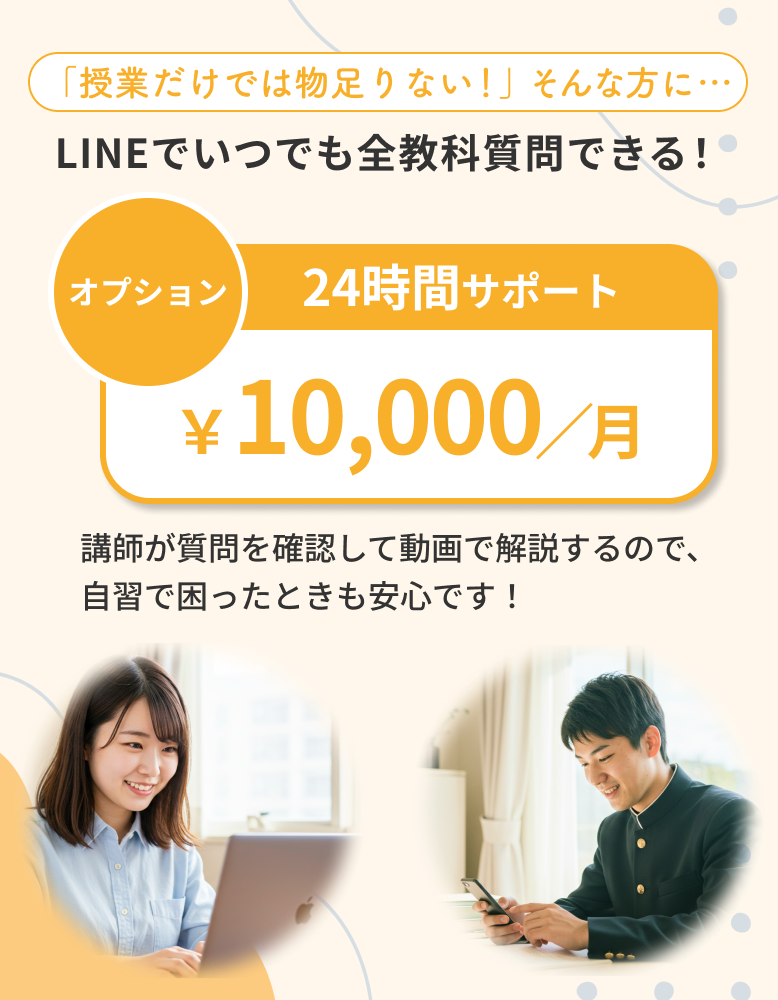 「授業だけでは物足りない！」そんな方に…
LINEでいつでも全教科質問できる！
オプション
24時間サポート
￥10,000／月
講師が質問を確認して動画で解説するので、
自習で困ったときも安心です！